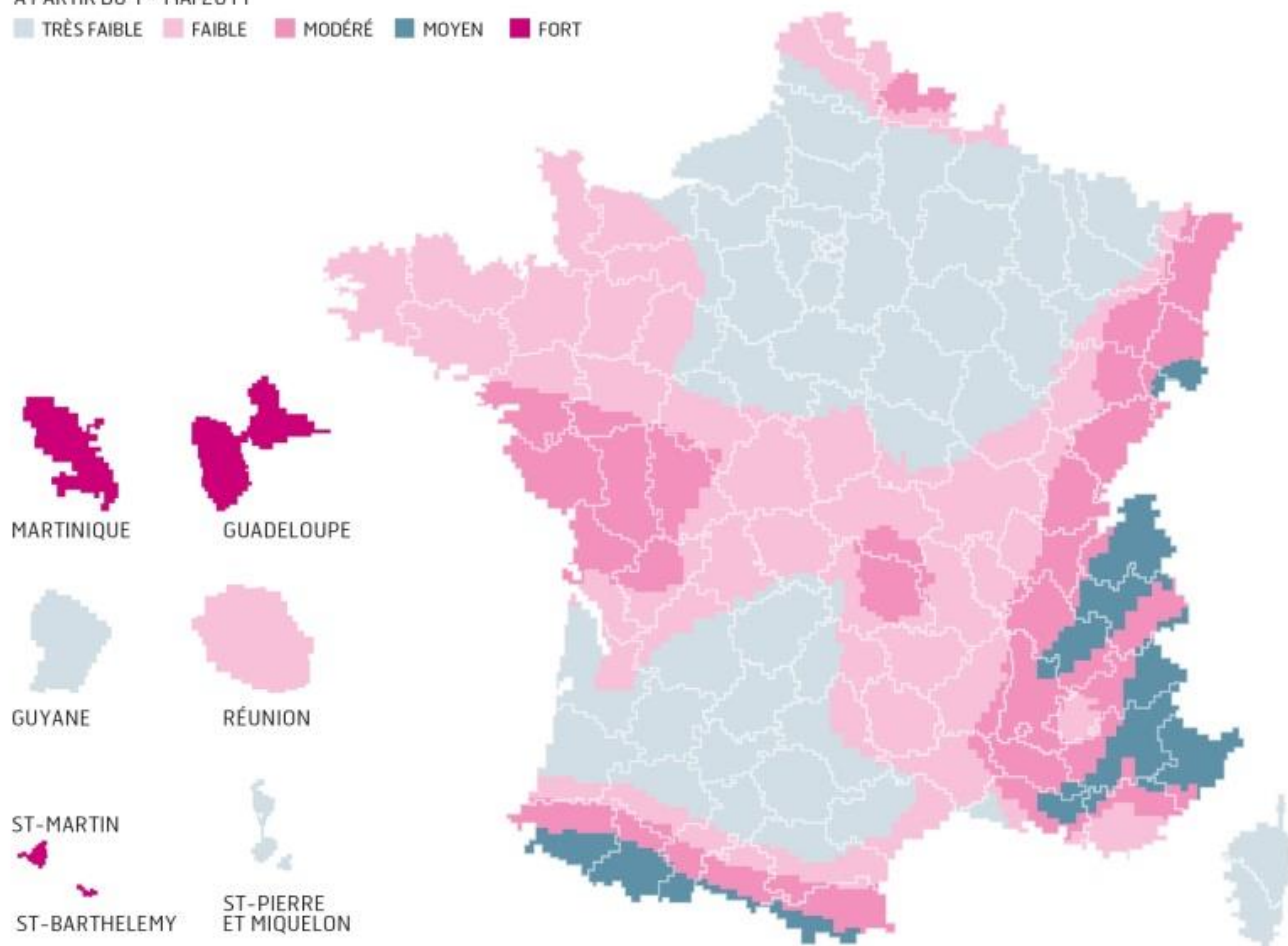 TRÈS FAIBLE FAIBLE MODÉRÉ MOYEN FORT
MARTINIQUE GUADELOUPE
GUYANE RÉUNION
ST-MARTIN
ST-BARTHELEMY
ST-PIERRE
ET MIQUELON